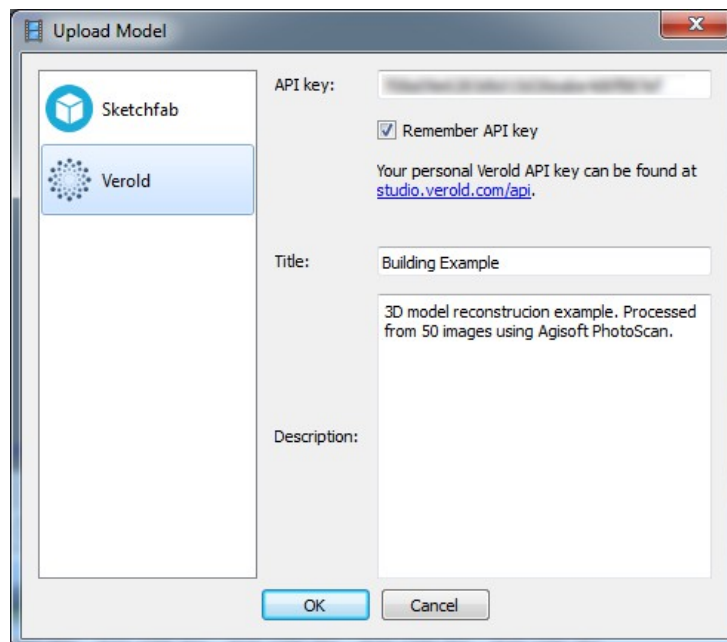 Upload Model
Sketchfab
Verold
API key:
Remember API key
Your personal Verold API key can be found at
studio.verold.com/api.
Title:
Building Example
3D model reconstrucion example. Processed
from 50 images using Agisoft PhotoScan.
Description:
OK
Cancel